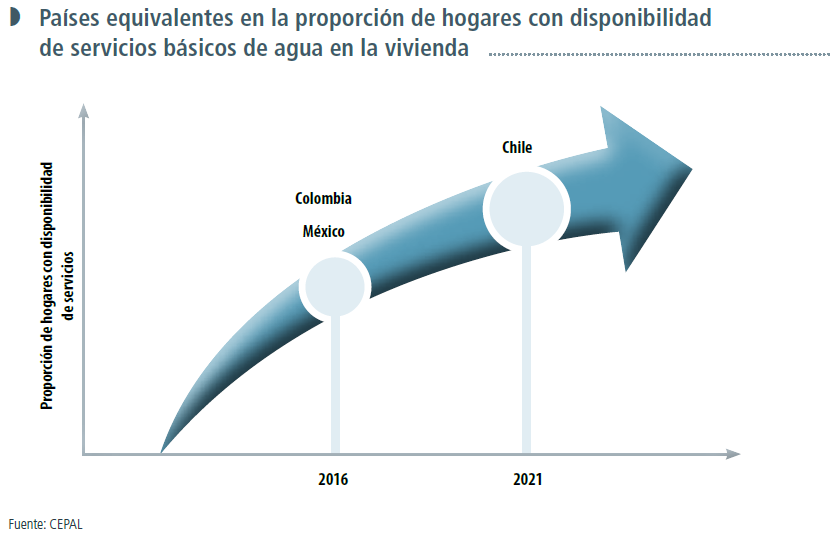 Países equivalentes en la proporción de hogares con disponibilidad
de servicios básicos de agua en la vivienda
Proporción de hogares con disponibilidad
de servicios
Colombia
México
Chile
2016
2021
Fuente: CEPAL